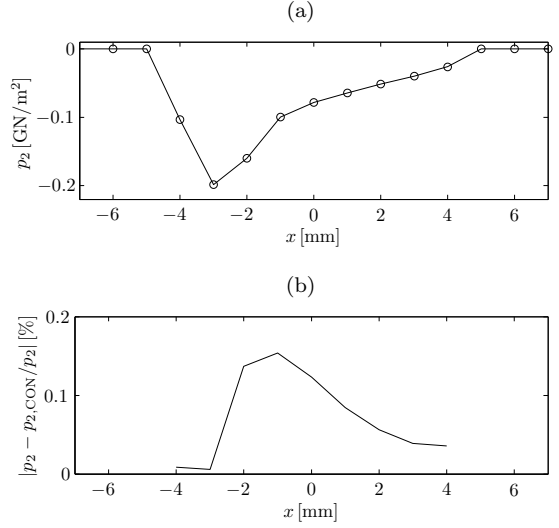 (a)
0
−0.1
−0.2
p₂ [GN/m²]
−6 −4 −2 0 2 4 6
x [mm]
(b)
0.2
0.1
0
|p₂ − p₂,CON/p₂| [%]
−6 −4 −2 0 2 4 6
x [mm]